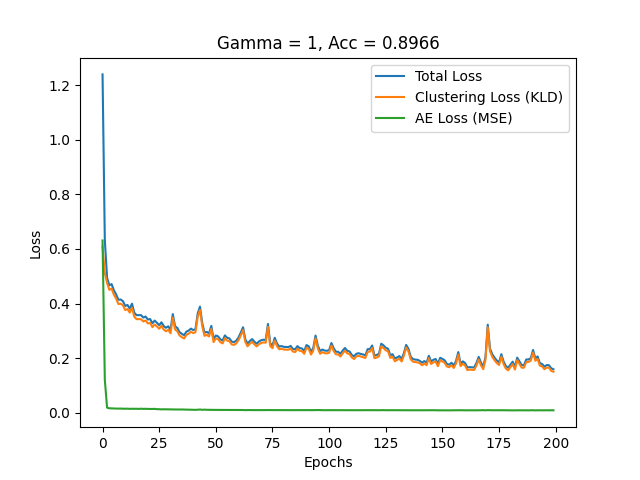 Gamma = 1, Acc = 0.8966
Total Loss
Clustering Loss (KLD)
AE Loss (MSE)
Loss
1.2
1.0
0.8
0.6
0.4
0.2
0.0
0 25 50 75 100 125 150 175 200
Epochs